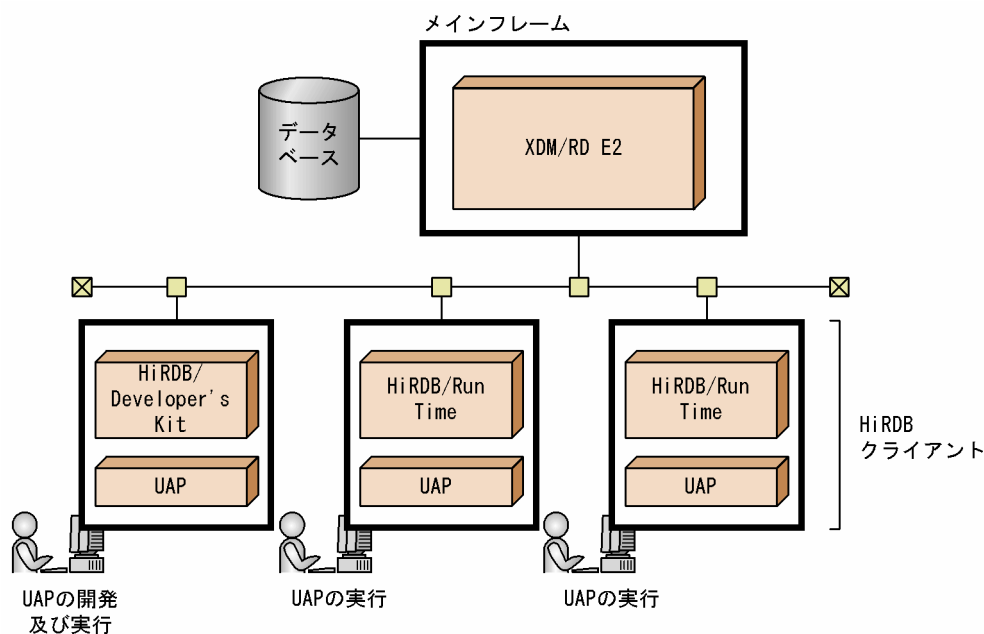 メインフレーム
データ
ベース
XDM/RD E2
HiRDB/
Developer's
Kit
UAP
HiRDB/Run
Time
UAP
HiRDB/Run
Time
UAP
HiRDB
クライアント
UAPの開発
及び実行
UAPの実行
UAPの実行